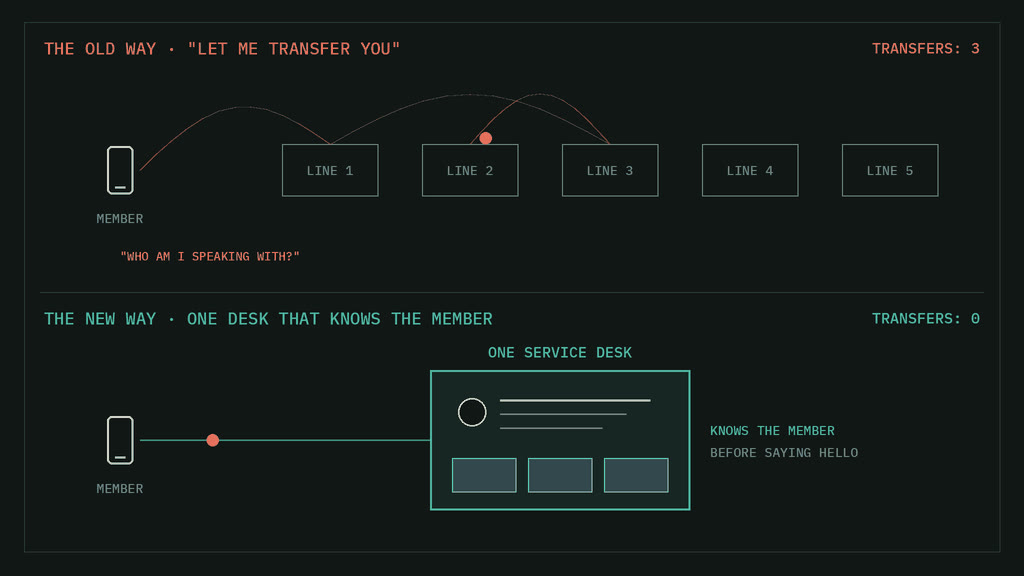 THE OLD WAY · "LET ME TRANSFER YOU"
TRANSFERS: 3
LINE 1
LINE 2
LINE 3
LINE 4
LINE 5
MEMBER
"WHO AM I SPEAKING WITH?"
THE NEW WAY · ONE DESK THAT KNOWS THE MEMBER
TRANSFERS: 0
ONE SERVICE DESK
KNOWS THE MEMBER
BEFORE SAYING HELLO
MEMBER